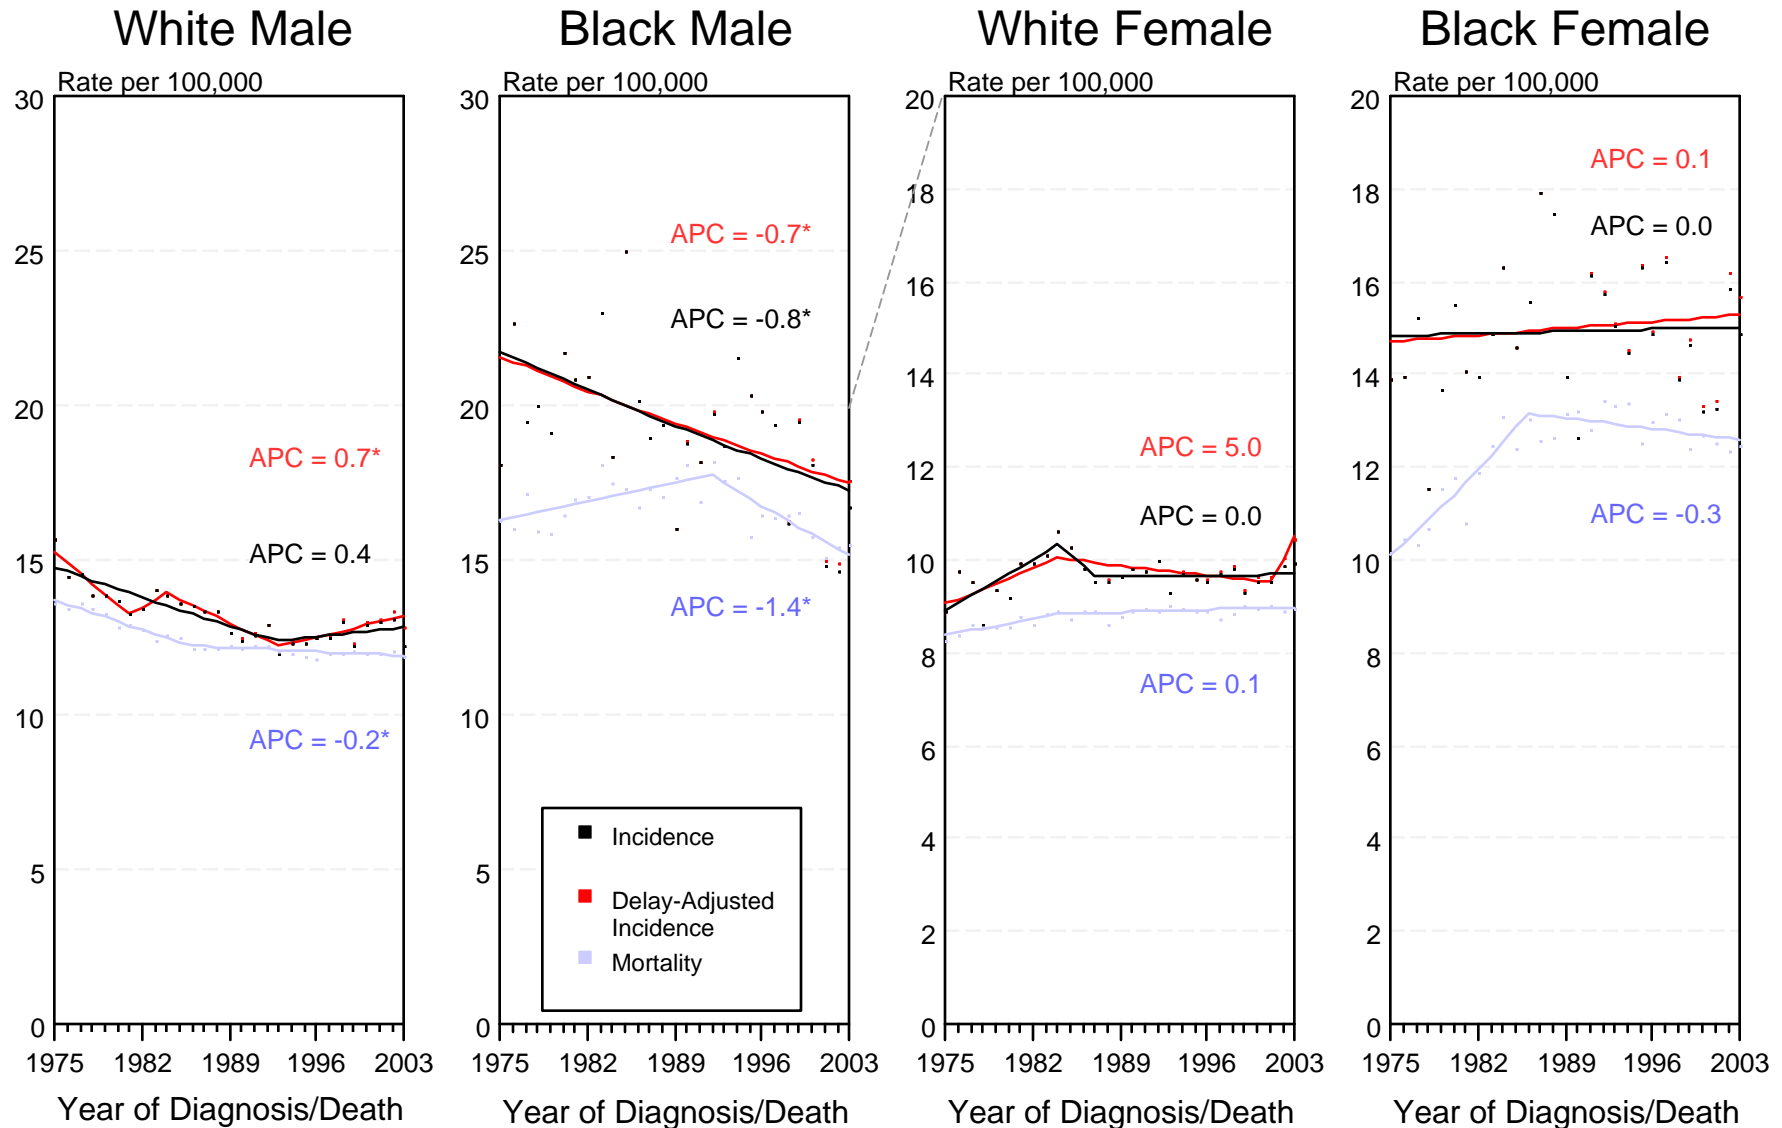 White Male
Black Male
White Female
Black Female
Rate per 100,000
Rate per 100,000
Rate per 100,000
Rate per 100,000
30
25
20
15
10
5
0
APC = 0.7*
APC = 0.4
APC = -0.2*
1975 1982 1989 1996 2003
Year of Diagnosis/Death
30
25
20
15
10
5
0
APC = -0.7*
APC = -0.8*
APC = -1.4*
Incidence
Delay-Adjusted
Incidence
Mortality
1975 1982 1989 1996 2003
Year of Diagnosis/Death
20
18
16
14
12
10
8
6
4
2
0
APC = 5.0
APC = 0.0
APC = 0.1
1975 1982 1989 1996 2003
Year of Diagnosis/Death
20
18
16
14
12
10
8
6
4
2
0
APC = 0.1
APC = 0.0
APC = -0.3
1975 1982 1989 1996 2003
Year of Diagnosis/Death